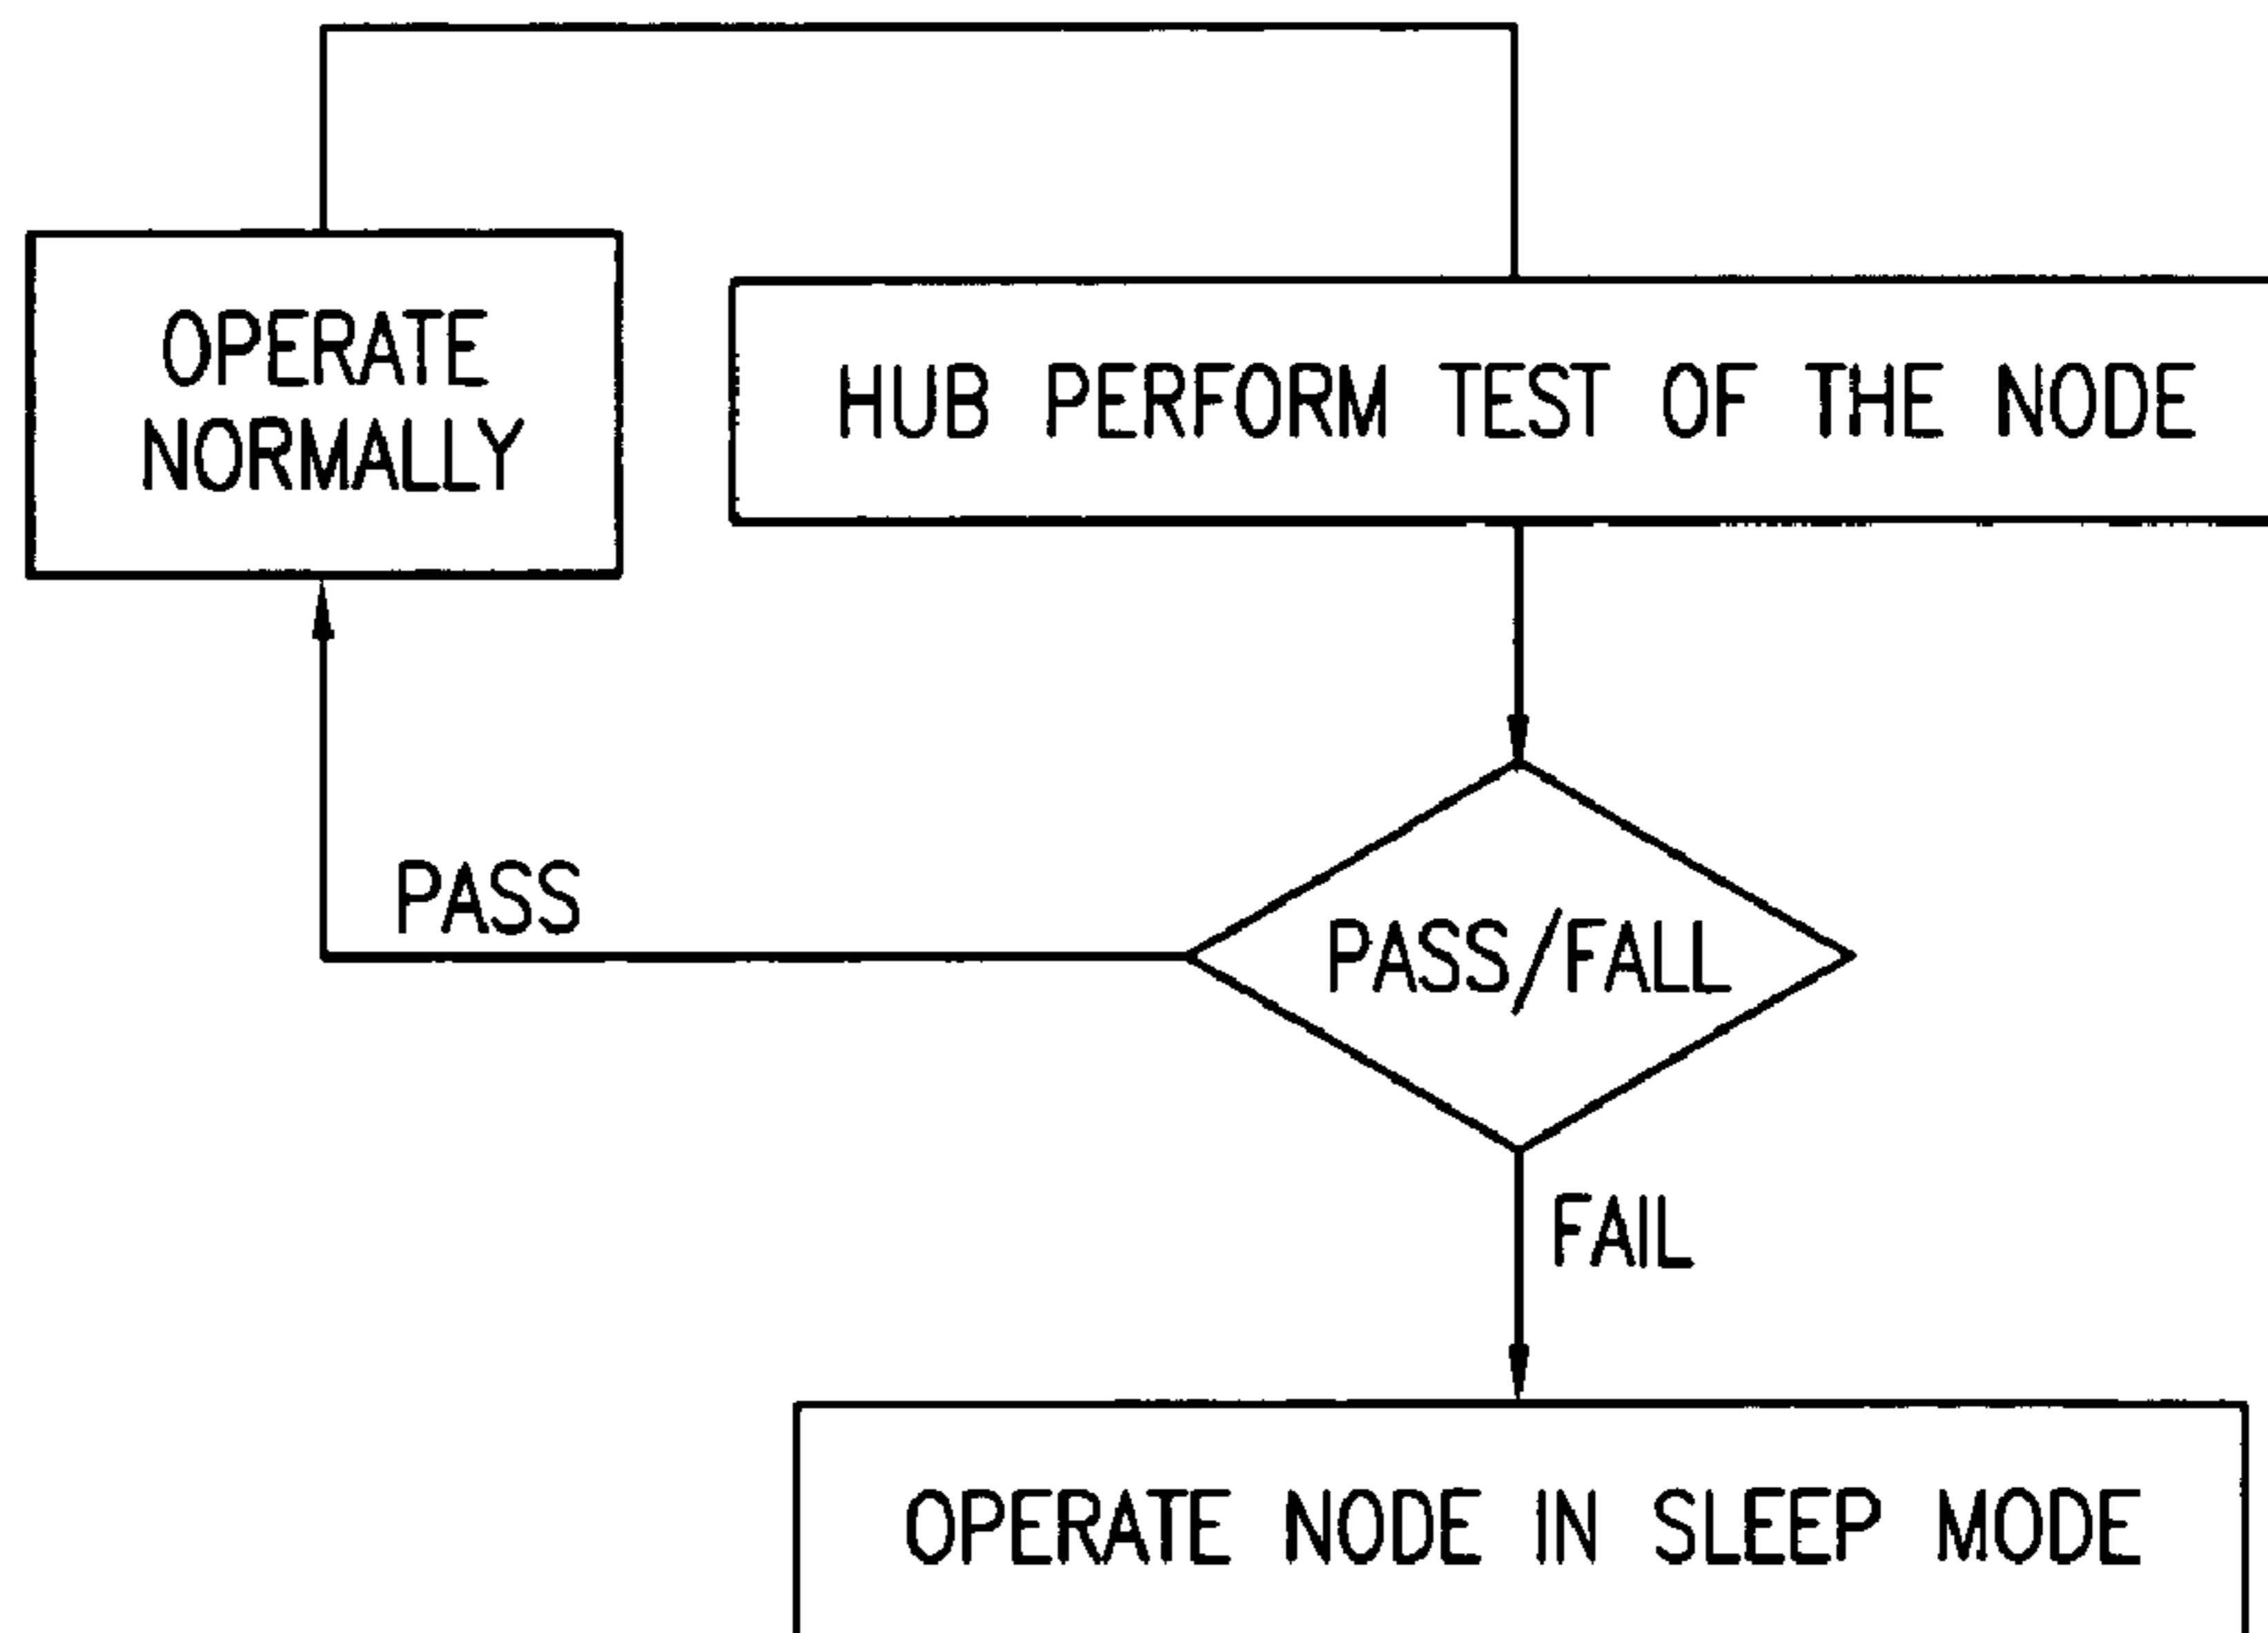 OPERATE
NORMALLY
HUB PERFORM TEST OF THE NODE
PASS
PASS/FALL
FAIL
OPERATE NODE IN SLEEP MODE